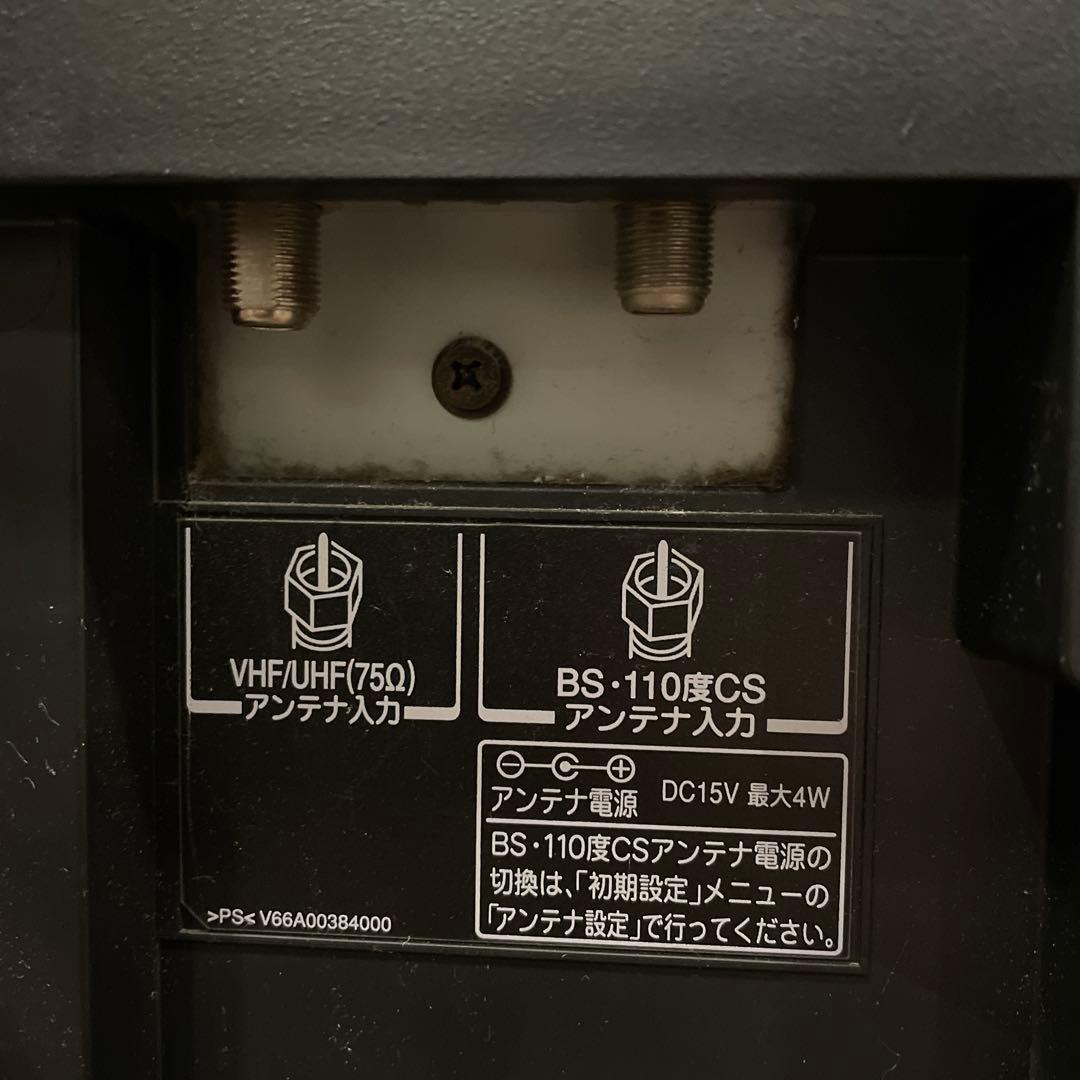 VHF/UHF(75Ω)
アンテナ入力
BS・110度CS
アンテナ入力
アンテナ電源 DC15V 最大4W
BS・110度CSアンテナ電源の
切換は、「初期設定」メニューの
「アンテナ設定」で行ってください。
>PS< V66A00384000